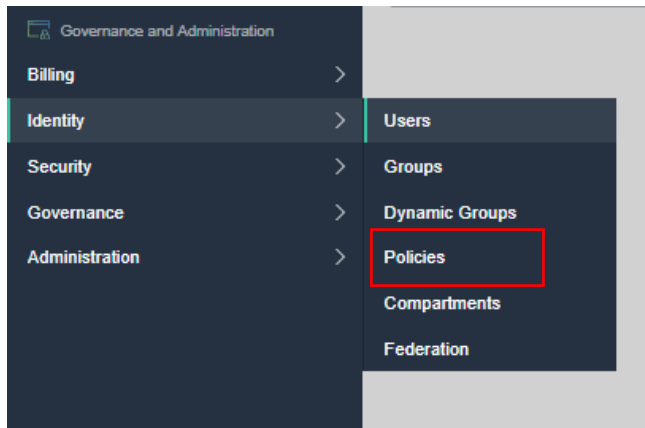 Governance and Administration
Billing
Identity
Security
Governance
Administration
Users
Groups
Dynamic Groups
Policies
Compartments
Federation